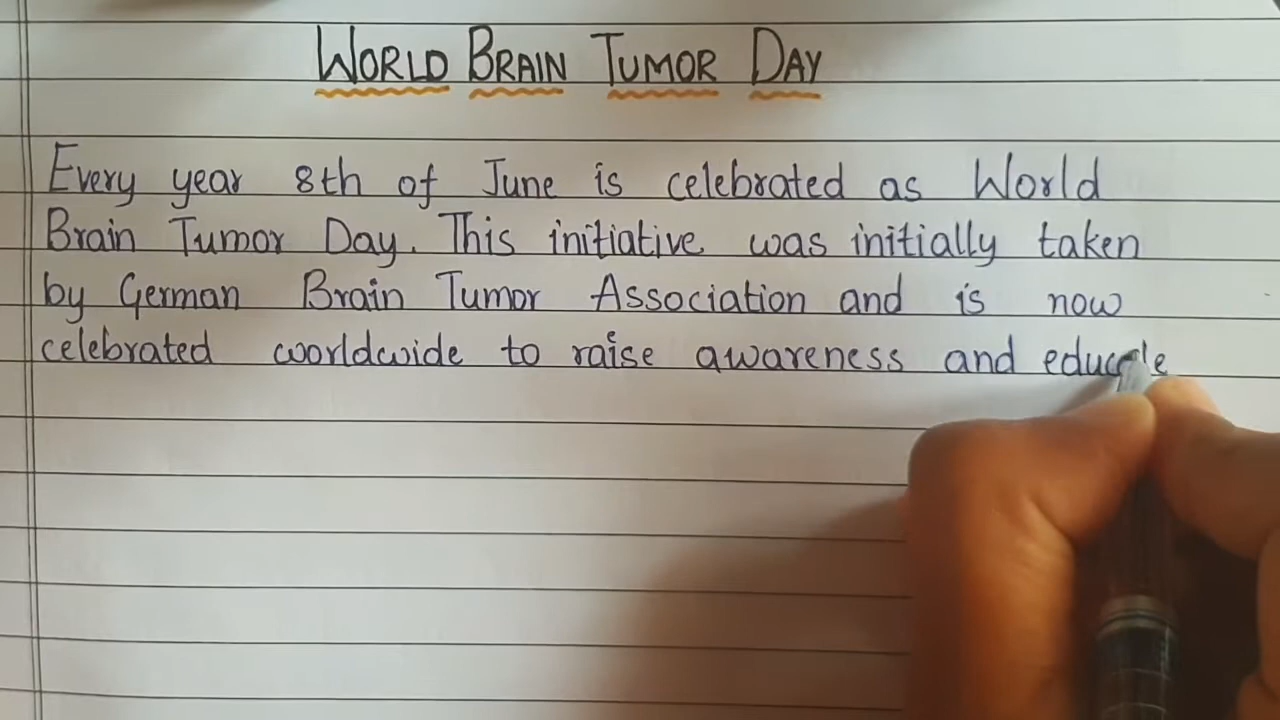 WORLD BRAIN TUMOR DAY
Every year 8th of June is celebrated as World
Brain Tumor Day. This initiative was initially taken
by German Brain Tumor Association and is now
celebrated worldwide to raise awareness and educate